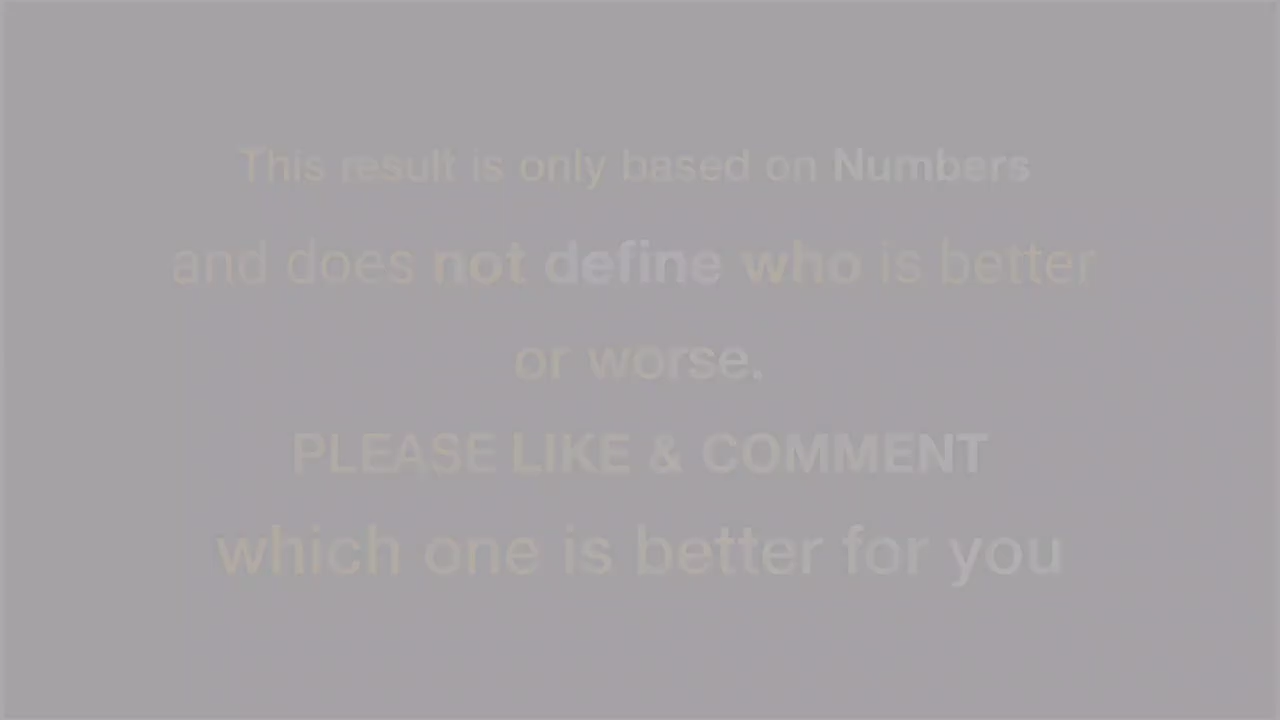 This result is only based on Numbers
and does not define who is better
or worse.
PLEASE LIKE & COMMENT
which one is better for you